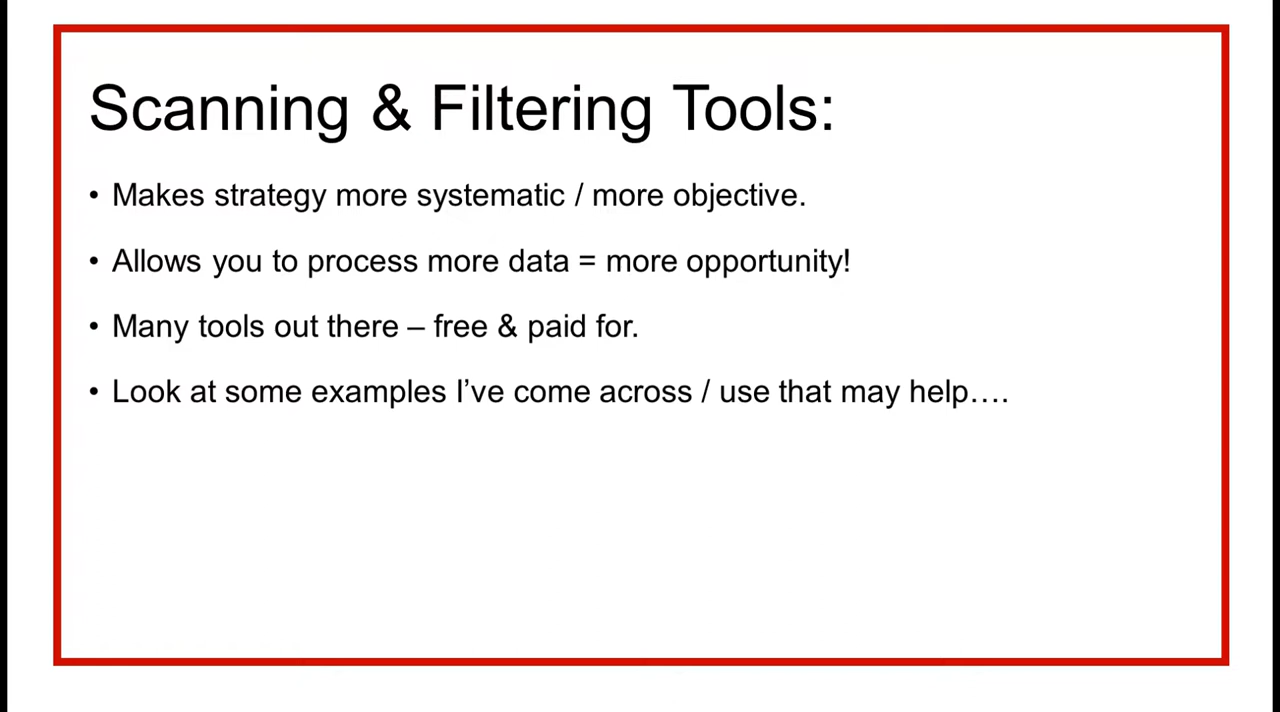 Scanning & Filtering Tools:
• Makes strategy more systematic / more objective.
• Allows you to process more data = more opportunity!
• Many tools out there – free & paid for.
• Look at some examples I’ve come across / use that may help….